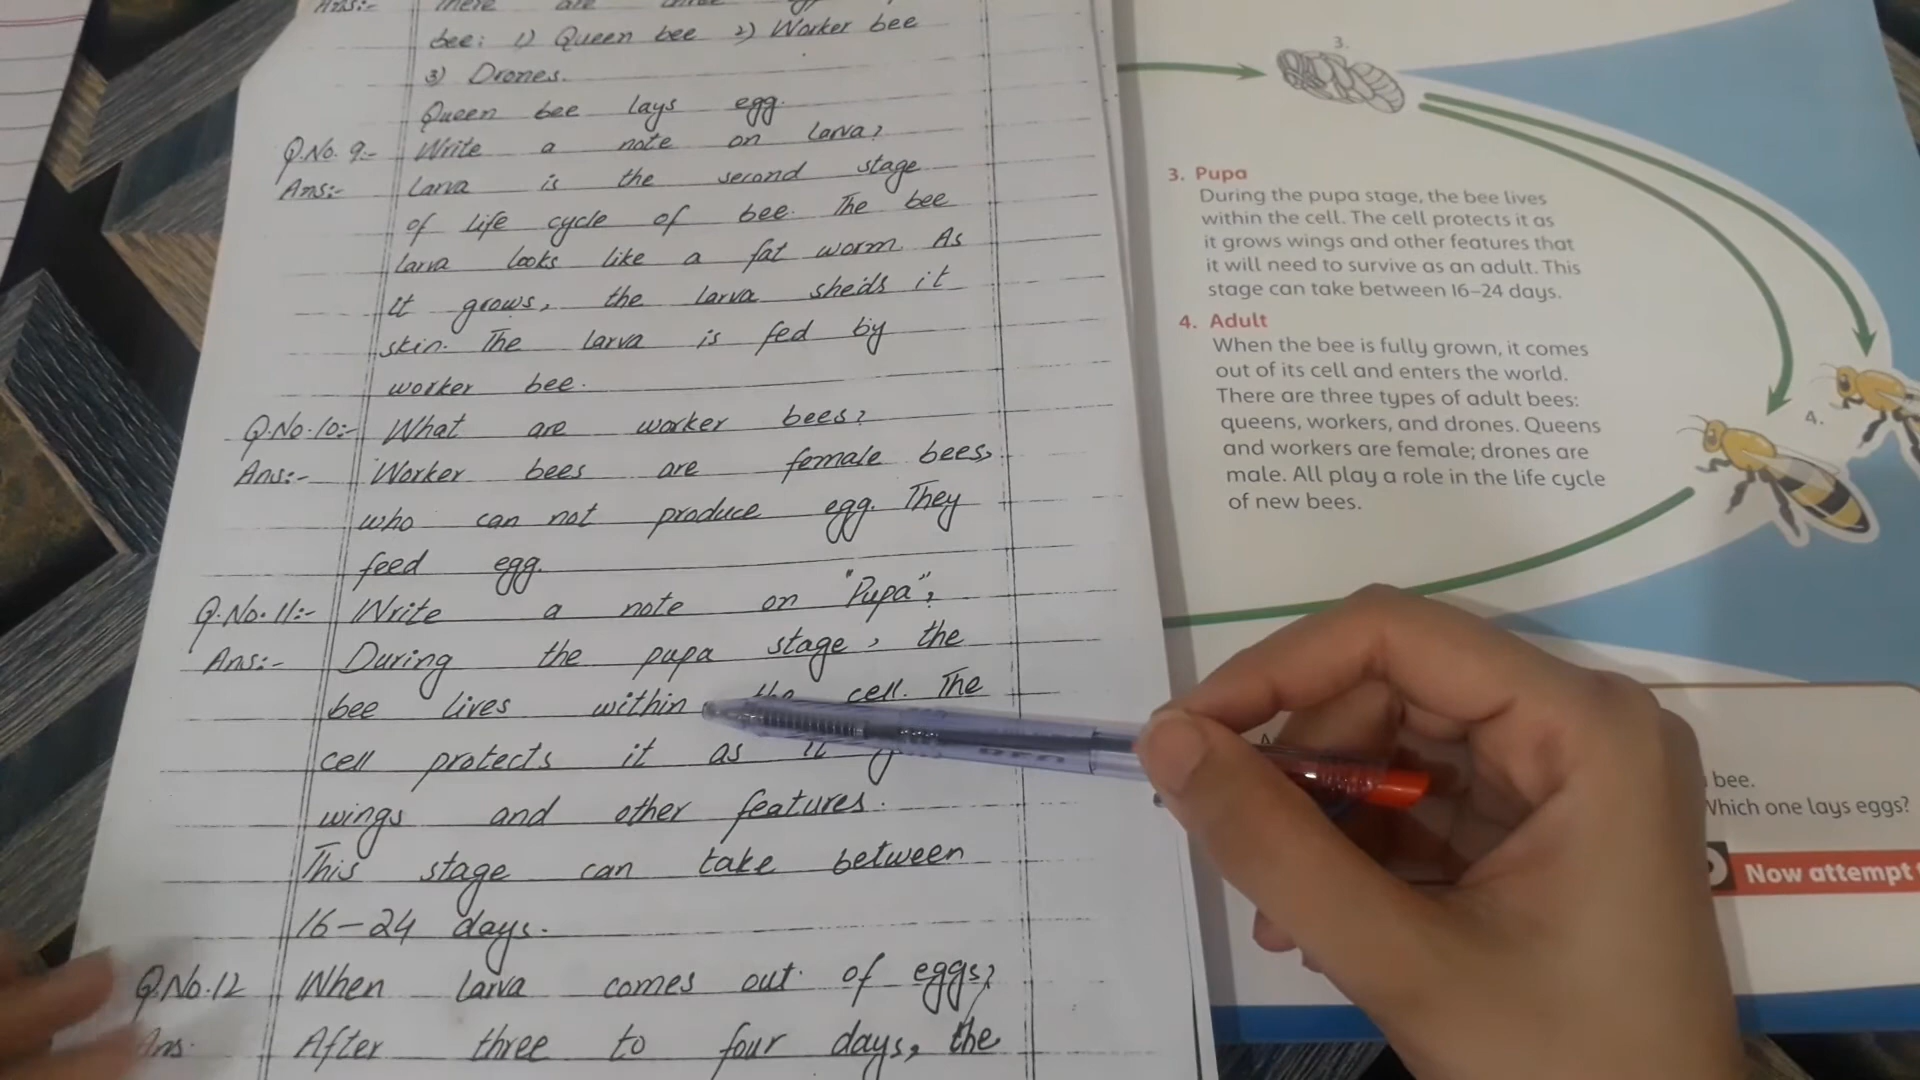 Ans:- There are three
bee: 1) Queen bee 2) Worker bee
3) Drones.
Queen bee lays egg.
Q.No. 9:- Write a note on larva?
Ans:- Larva is the second stage
of life cycle of bee. The bee
larva looks like a fat worm. As
it grows, the larva sheds it
skin. The larva is fed by
worker bee.
Q.No. 10:- What are worker bees?
Ans:- Worker bees are female bees,
who can not produce egg. They
feed egg.
Q.No. 11:- Write a note on "Pupa"?
Ans:- During the pupa stage, the
bee lives within the cell. The
cell protects it as it
wings and other features.
This stage can take between
16-24 days.
Q.No.12 When larva comes out of eggs?
Ans. After three to four days, the
3.
3. Pupa
During the pupa stage, the bee lives
within the cell. The cell protects it as
it grows wings and other features that
it will need to survive as an adult. This
stage can take between 16–24 days.
4. Adult
When the bee is fully grown, it comes
out of its cell and enters the world.
There are three types of adult bees:
queens, workers, and drones. Queens
and workers are female; drones are
male. All play a role in the life cycle
of new bees.
4.
bee.
Which one lays eggs?
Now attempt